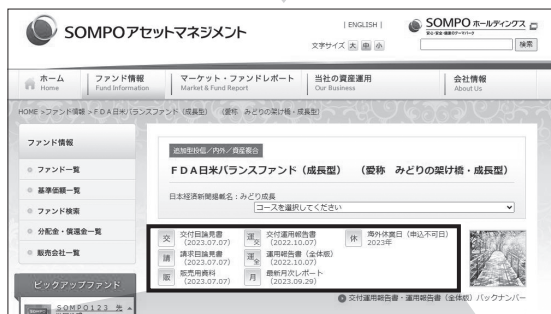 SOMPOアセットマネジメント
| ENGLISH |
SOMPO ホールディングス
安心・安全・健康のテーマパーク
文字サイズ 大 中 小
検索
ホーム
Home
ファンド情報
Fund Information
マーケット・ファンドレポート
Market & Fund Report
当社の資産運用
Our Business
会社情報
About Us
HOME >ファンド情報 >FDA日米バランスファンド（成長型） （愛称 みどりの架け橋・成長型）
ファンド情報
ファンド一覧
基準価額一覧
ファンド検索
分配金・償還金一覧
販売会社一覧
ピックアップファンド
SOMPO123 先
追加型投信／内外／資産複合
FDA日米バランスファンド（成長型） （愛称 みどりの架け橋・成長型）
日本経済新聞掲載名：みどり成長
コースを選択してください
交 交付目論見書
(2023.07.07)
運交 交付運用報告書
(2022.10.07)
休 海外休業日（申込不可日）
2023年
請 請求目論見書
(2023.07.07)
運全 運用報告書（全体版）
(2022.10.07)
販 販売用資料
(2023.07.07)
月 最新月次レポート
(2023.09.29)
交付運用報告書・運用報告書（全体版）バックナンバー